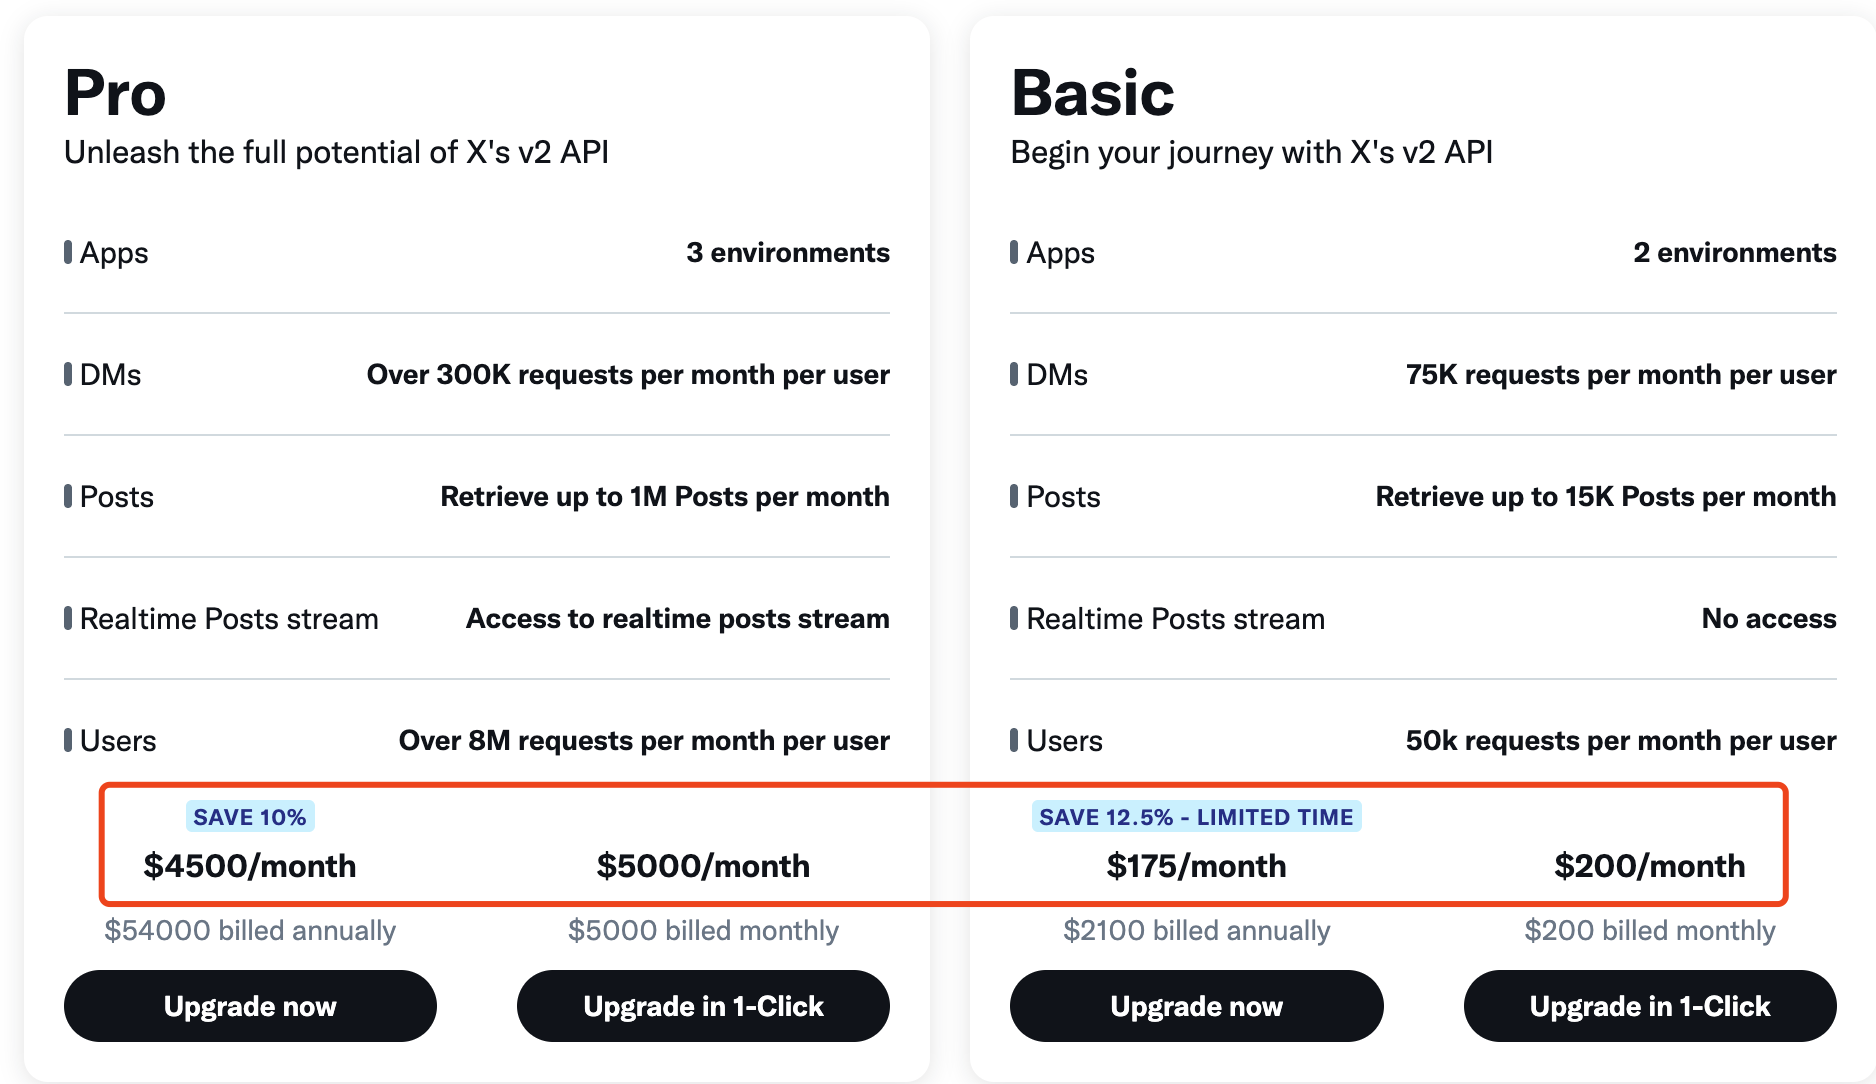 Pro
Unleash the full potential of X's v2 API
Apps 3 environments
DMs Over 300K requests per month per user
Posts Retrieve up to 1M Posts per month
Realtime Posts stream Access to realtime posts stream
Users Over 8M requests per month per user
SAVE 10%
$4500/month $5000/month
$54000 billed annually $5000 billed monthly
Upgrade now Upgrade in 1-Click
Basic
Begin your journey with X's v2 API
Apps 2 environments
DMs 75K requests per month per user
Posts Retrieve up to 15K Posts per month
Realtime Posts stream No access
Users 50k requests per month per user
SAVE 12.5% - LIMITED TIME
$175/month $200/month
$2100 billed annually $200 billed monthly
Upgrade now Upgrade in 1-Click